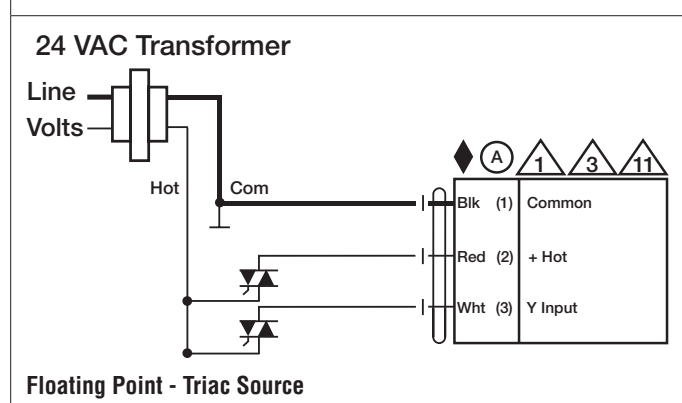 24 VAC Transformer
Line
Volts
Hot
Com
A
1
3
11
Blk (1) Common
Red (2) + Hot
Wht (3) Y Input
Floating Point - Triac Source